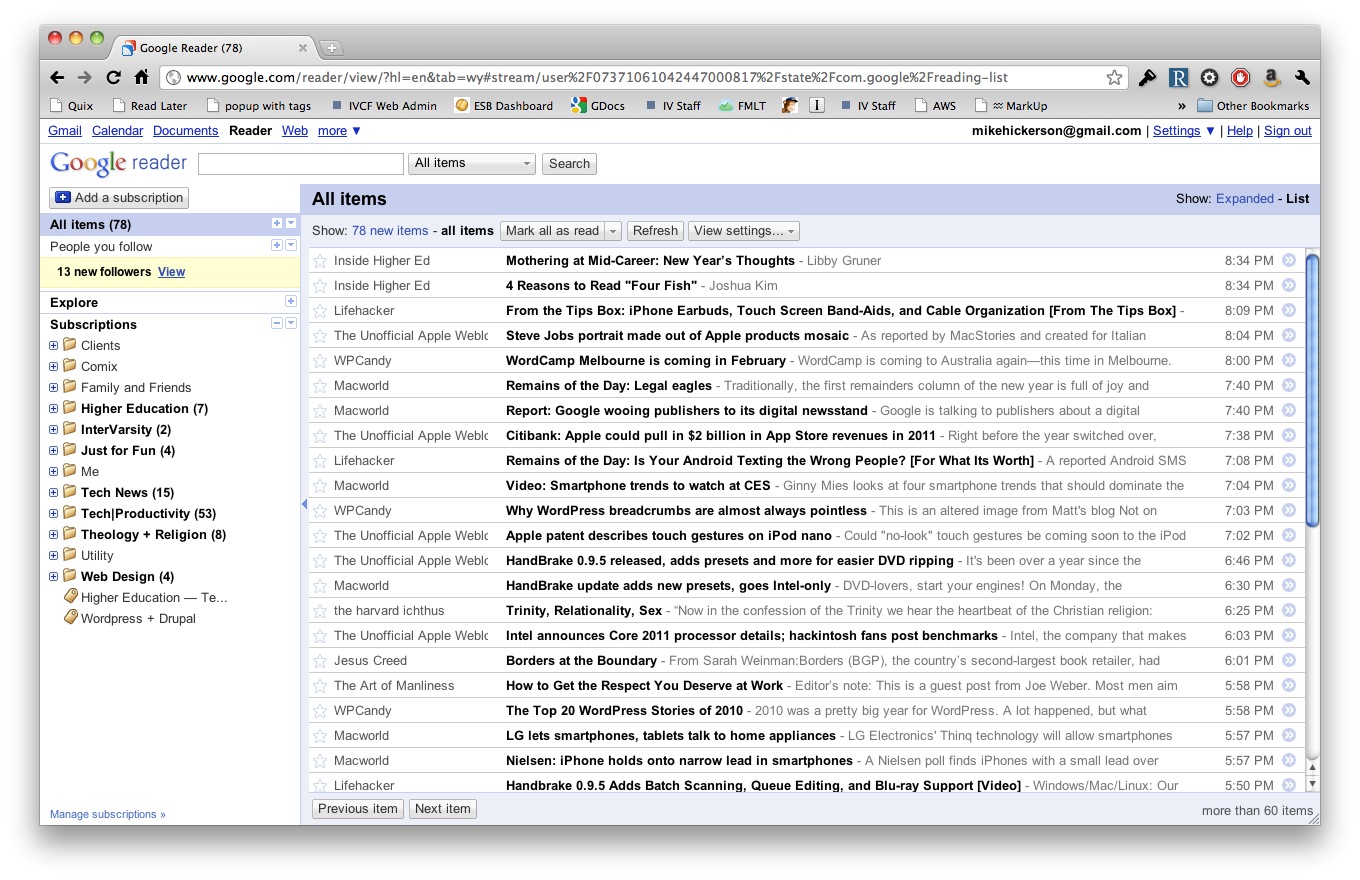 Google Reader (78)
www.google.com/reader/view/?hl=en&tab=wy#stream/user%2F07371061042447000817%2Fstate%2Fcom.google%2Freading-list
Quix Read Later popup with tags IVCF Web Admin ESB Dashboard GDocs IV Staff FMLT IV Staff AWS ≈ MarkUp » Other Bookmarks
Gmail Calendar Documents Reader Web more ▼ mikehickerson@gmail.com | Settings ▼ | Help | Sign out
Google reader All items Search
Add a subscription
All items (78)
People you follow
13 new followers View
Explore
Subscriptions
Clients
Comix
Family and Friends
Higher Education (7)
InterVarsity (2)
Just for Fun (4)
Me
Tech News (15)
Tech|Productivity (53)
Theology + Religion (8)
Utility
Web Design (4)
Higher Education — Te...
Wordpress + Drupal
Manage subscriptions »
All items Show: Expanded - List
Show: 78 new items - all items Mark all as read Refresh View settings...
Inside Higher Ed Mothering at Mid-Career: New Year’s Thoughts - Libby Gruner 8:34 PM
Inside Higher Ed 4 Reasons to Read "Four Fish" - Joshua Kim 8:34 PM
Lifehacker From the Tips Box: iPhone Earbuds, Touch Screen Band-Aids, and Cable Organization [From The Tips Box] - 8:09 PM
The Unofficial Apple Weblc Steve Jobs portrait made out of Apple products mosaic - As reported by MacStories and created for Italian 8:04 PM
WPCandy WordCamp Melbourne is coming in February - WordCamp is coming to Australia again—this time in Melbourne. 8:00 PM
Macworld Remains of the Day: Legal eagles - Traditionally, the first remainders column of the new year is full of joy and 7:40 PM
Macworld Report: Google wooing publishers to its digital newsstand - Google is talking to publishers about a digital 7:40 PM
The Unofficial Apple Weblc Citibank: Apple could pull in $2 billion in App Store revenues in 2011 - Right before the year switched over, 7:38 PM
Lifehacker Remains of the Day: Is Your Android Texting the Wrong People? [For What Its Worth] - A reported Android SMS 7:08 PM
Macworld Video: Smartphone trends to watch at CES - Ginny Mies looks at four smartphone trends that should dominate the 7:04 PM
WPCandy Why WordPress breadcrumbs are almost always pointless - This is an altered image from Matt's blog Not on 7:03 PM
The Unofficial Apple Weblc Apple patent describes touch gestures on iPod nano - Could "no-look" touch gestures be coming soon to the iPod 7:02 PM
The Unofficial Apple Weblc HandBrake 0.9.5 released, adds presets and more for easier DVD ripping - It's been over a year since the 6:46 PM
Macworld HandBrake update adds new presets, goes Intel-only - DVD-lovers, start your engines! On Monday, the 6:30 PM
the harvard ichthus Trinity, Relationality, Sex - “Now in the confession of the Trinity we hear the heartbeat of the Christian religion: 6:25 PM
The Unofficial Apple Weblc Intel announces Core 2011 processor details; hackintosh fans post benchmarks - Intel, the company that makes 6:03 PM
Jesus Creed Borders at the Boundary - From Sarah Weinman:Borders (BGP), the country’s second-largest book retailer, had 6:01 PM
The Art of Manliness How to Get the Respect You Deserve at Work - Editor’s note: This is a guest post from Joe Weber. Most men aim 5:58 PM
WPCandy The Top 20 WordPress Stories of 2010 - 2010 was a pretty big year for WordPress. A lot happened, but what 5:58 PM
Macworld LG lets smartphones, tablets talk to home appliances - LG Electronics' Thinq technology will allow smartphones 5:57 PM
Macworld Nielsen: iPhone holds onto narrow lead in smartphones - A Nielsen poll finds iPhones with a small lead over 5:57 PM
Lifehacker Handbrake 0.9.5 Adds Batch Scanning, Queue Editing, and Blu-ray Support [Video] - Windows/Mac/Linux: Our 5:50 PM
Previous item Next item more than 60 items